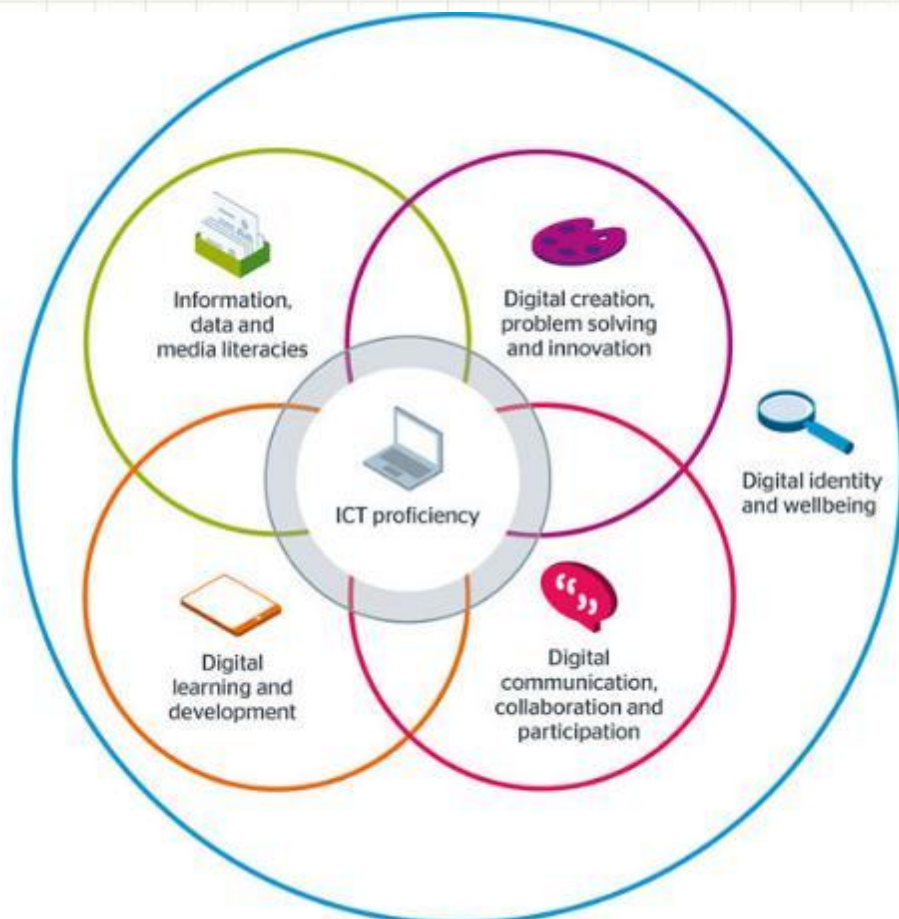 Information,
data and
media literacies
Digital creation,
problem solving
and innovation
ICT proficiency
Digital identity
and wellbeing
Digital
learning and
development
Digital
communication,
collaboration and
participation